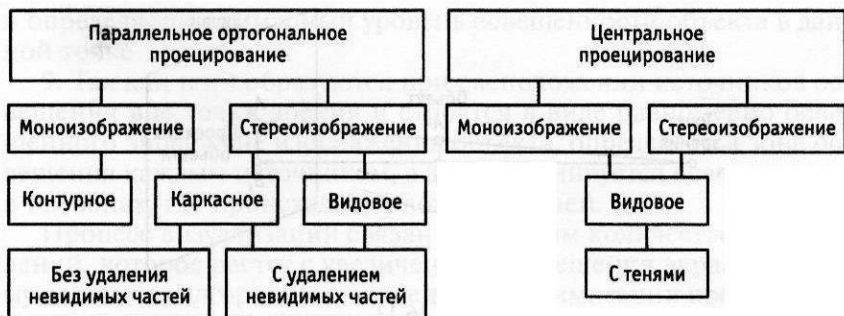 Параллельное ортогональное
проецирование
Центральное
проецирование
Моноизображение
Стереоизображение
Моноизображение
Стереоизображение
Контурное
Каркасное
Видовое
Видовое
Без удаления
невидимых частей
С удалением
невидимых частей
С тенями